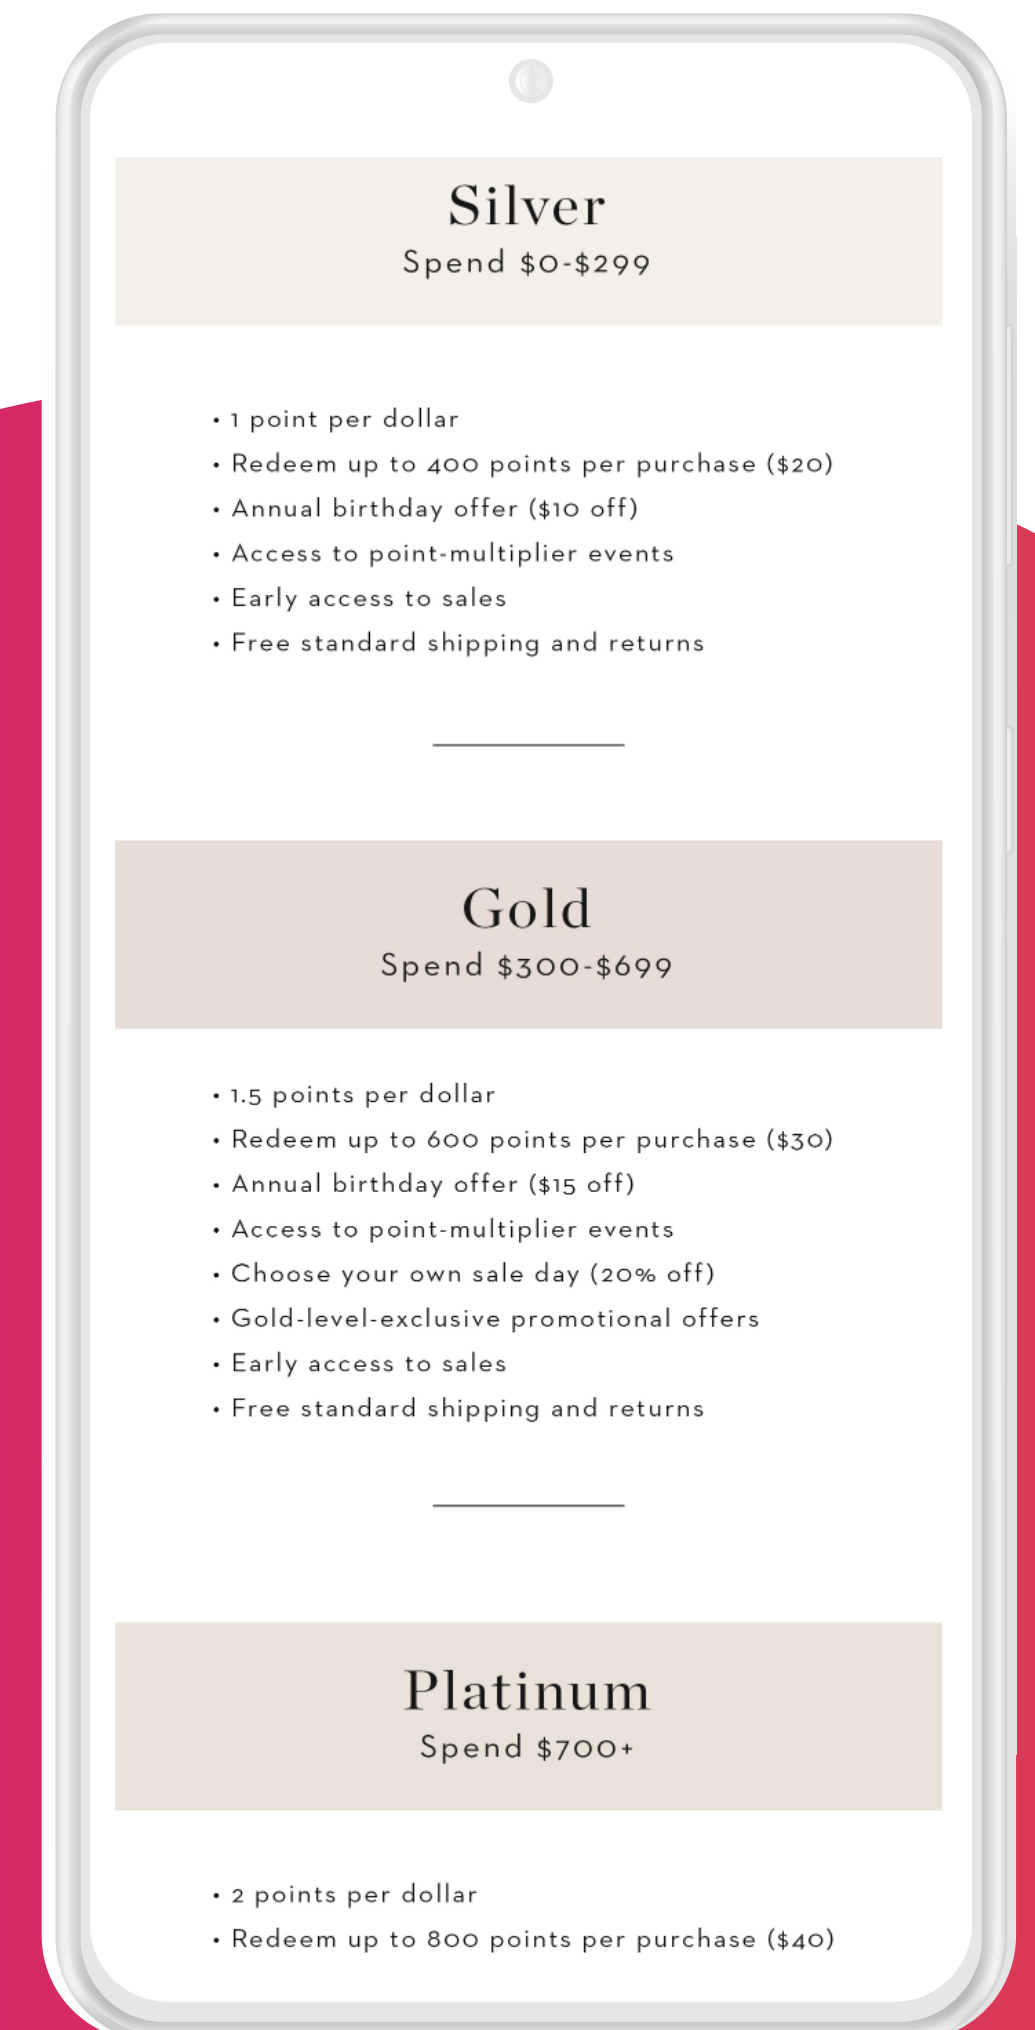 Silver
Spend $0-$299
• 1 point per dollar
• Redeem up to 400 points per purchase ($20)
• Annual birthday offer ($10 off)
• Access to point-multiplier events
• Early access to sales
• Free standard shipping and returns
Gold
Spend $300-$699
• 1.5 points per dollar
• Redeem up to 600 points per purchase ($30)
• Annual birthday offer ($15 off)
• Access to point-multiplier events
• Choose your own sale day (20% off)
• Gold-level-exclusive promotional offers
• Early access to sales
• Free standard shipping and returns
Platinum
Spend $700+
• 2 points per dollar
• Redeem up to 800 points per purchase ($40)